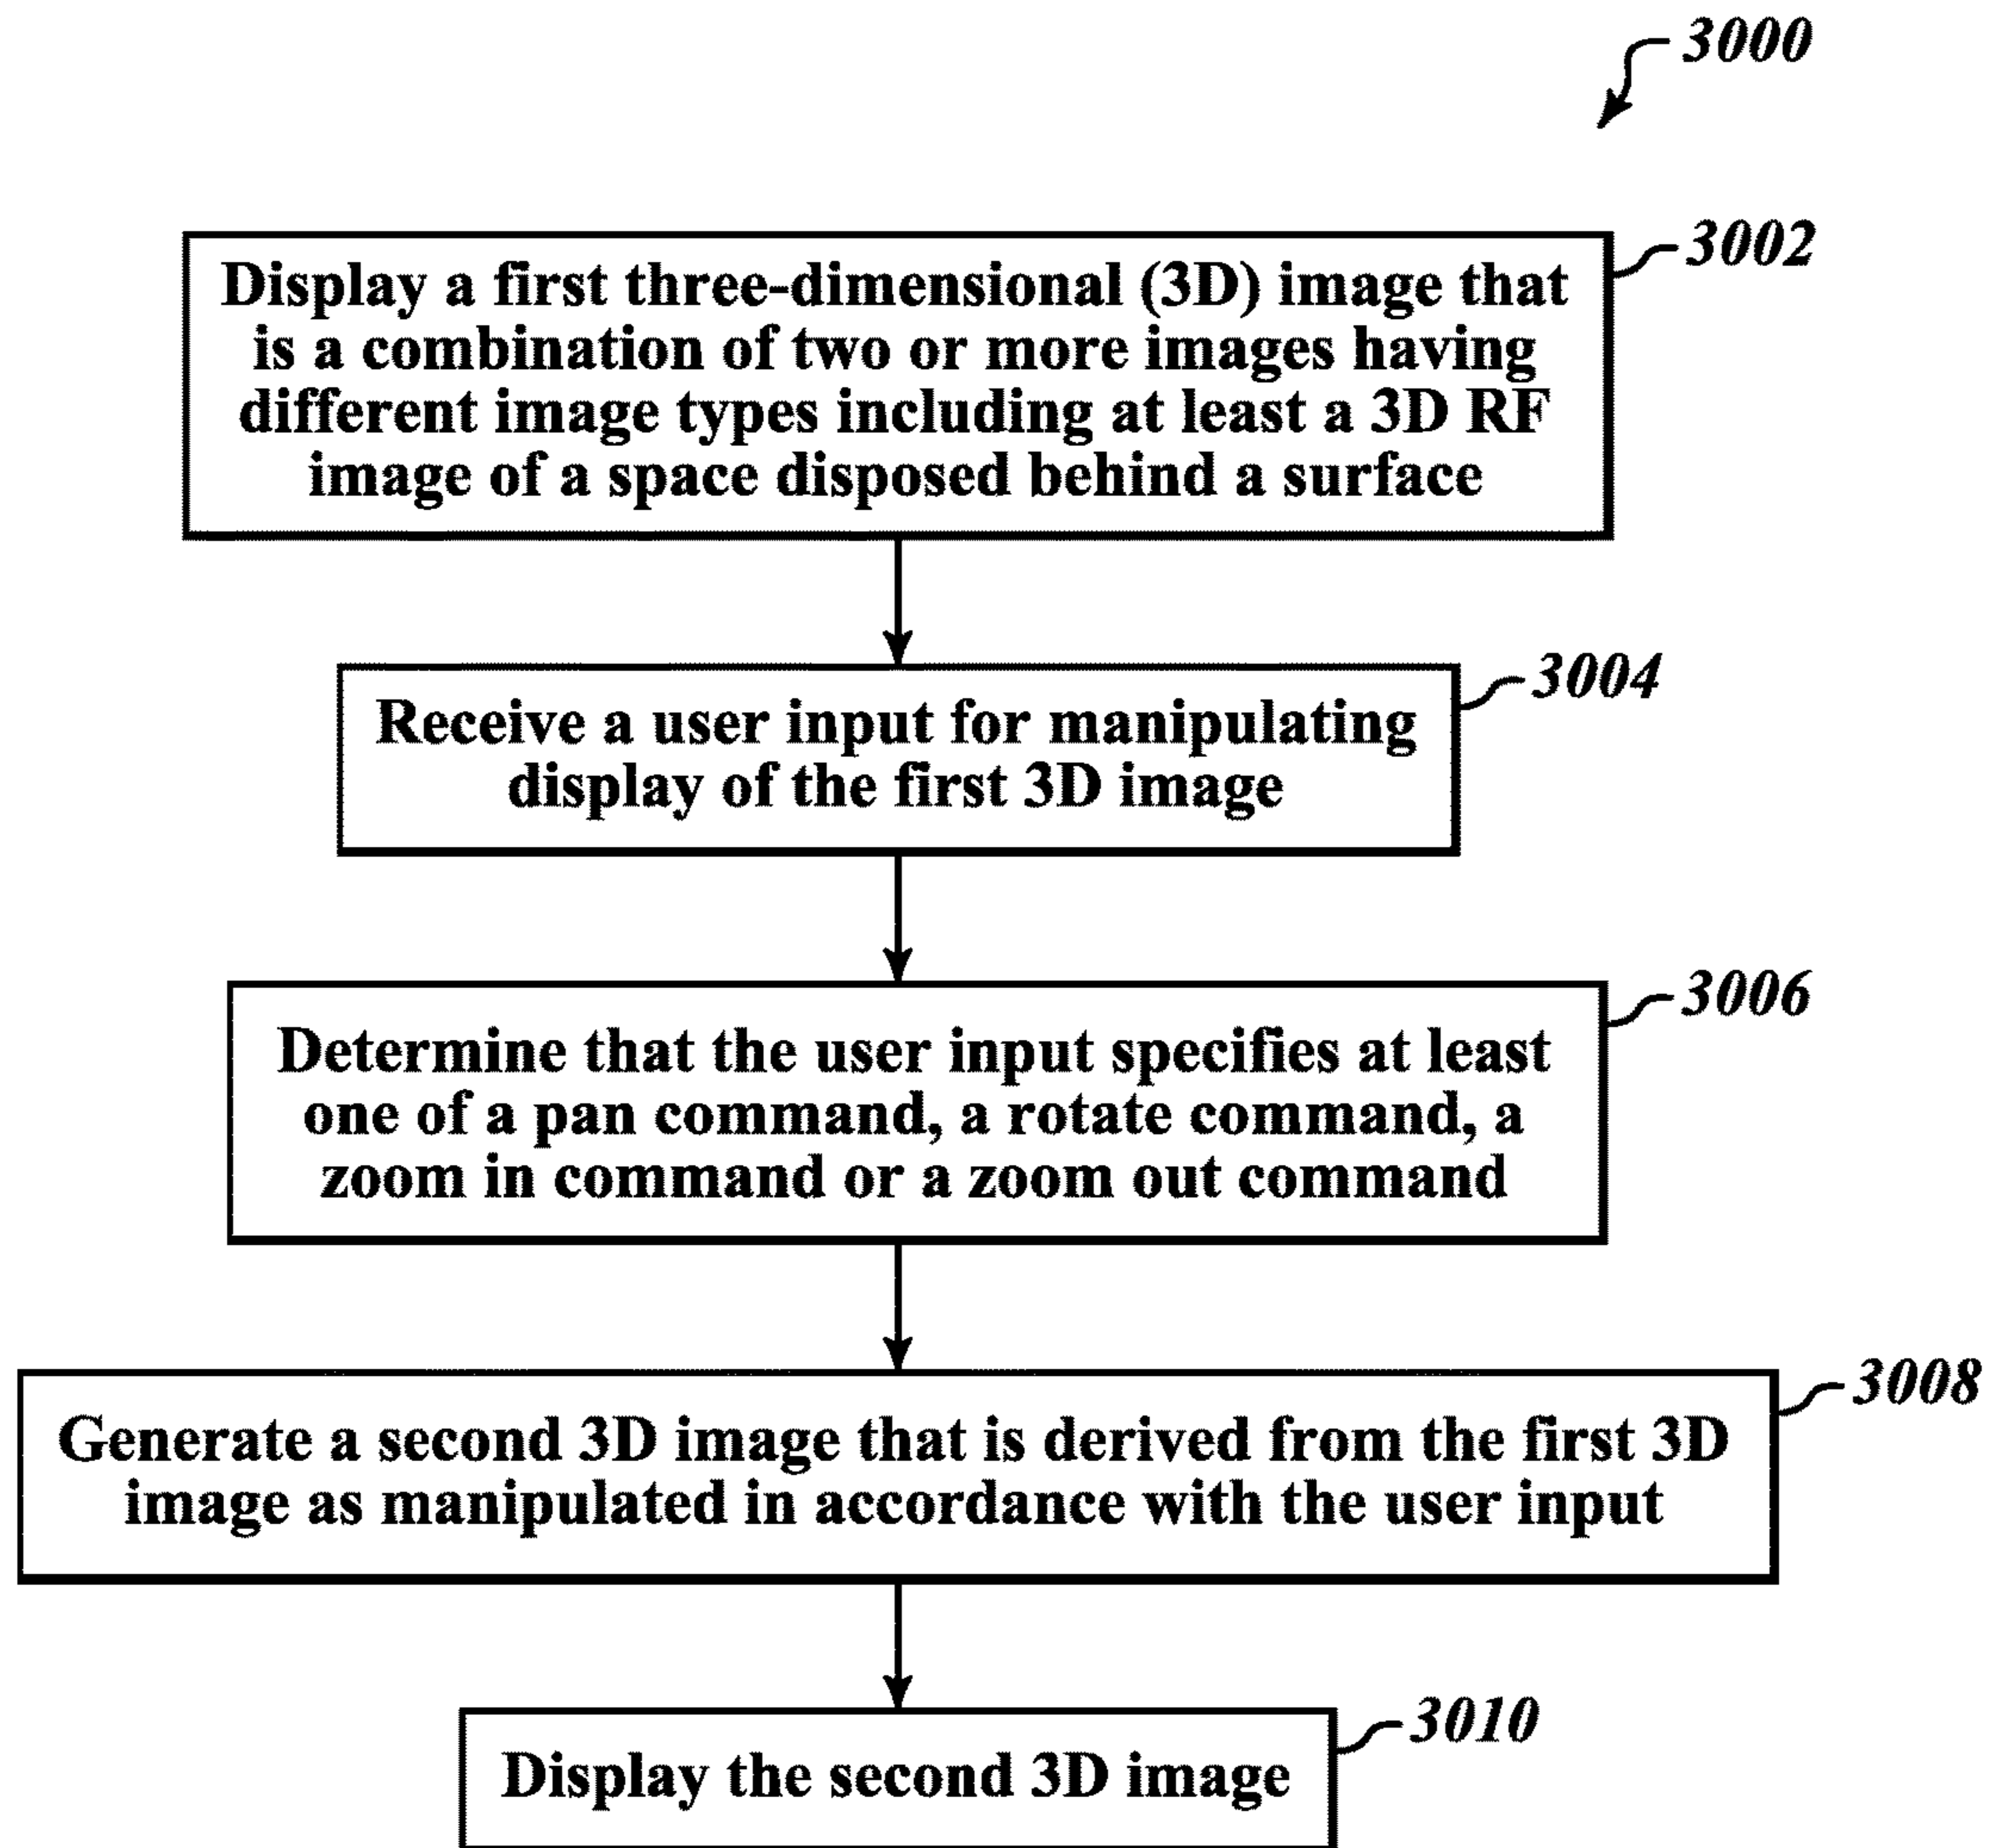 3000
3002
Display a first three-dimensional (3D) image that
is a combination of two or more images having
different image types including at least a 3D RF
image of a space disposed behind a surface
3004
Receive a user input for manipulating
display of the first 3D image
3006
Determine that the user input specifies at least
one of a pan command, a rotate command, a
zoom in command or a zoom out command
3008
Generate a second 3D image that is derived from the first 3D
image as manipulated in accordance with the user input
3010
Display the second 3D image